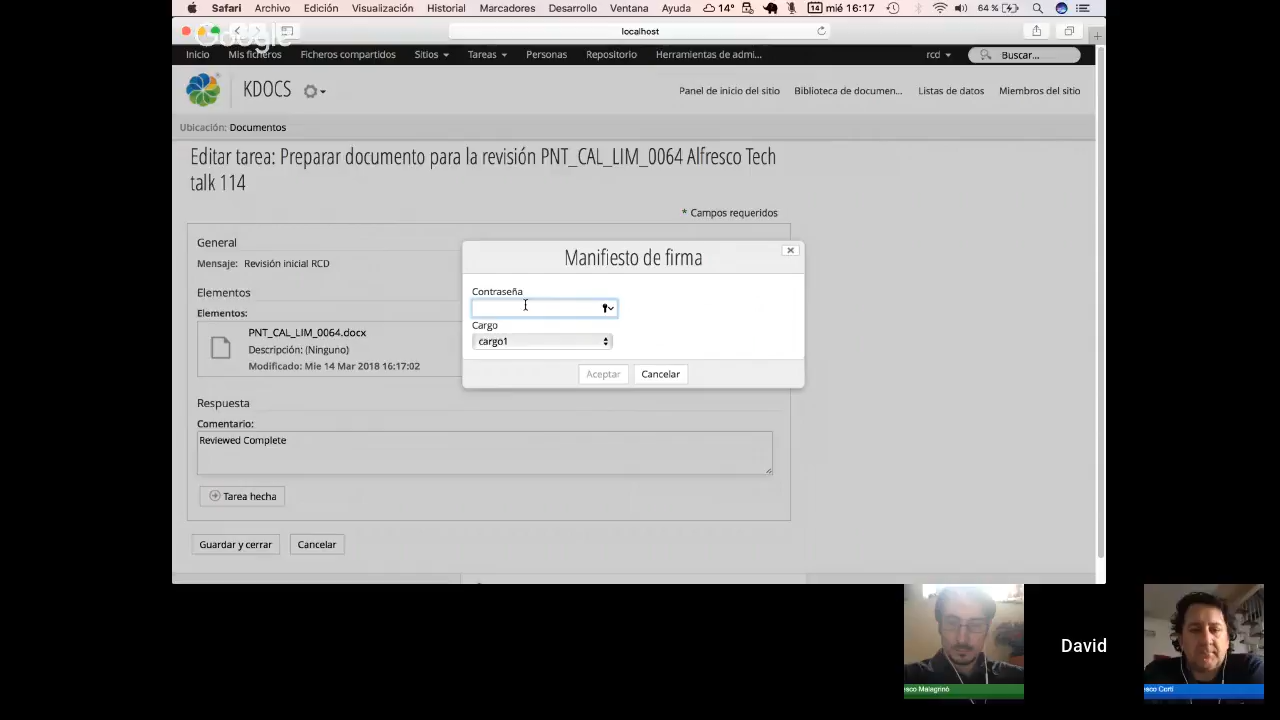 Safari Archivo Edición Visualización Historial Marcadores Desarrollo Ventana Ayuda 14° 14 mié 16:17 64 %
Google
localhost
Inicio Mis ficheros Ficheros compartidos Sitios Tareas Personas Repositorio Herramientas de admi... rcd Buscar...
KDOCS Panel de inicio del sitio Biblioteca de documen... Listas de datos Miembros del sitio
Ubicación: Documentos
Editar tarea: Preparar documento para la revisión PNT_CAL_LIM_0064 Alfresco Tech
talk 114
* Campos requeridos
General
Mensaje: Revisión inicial RCD
Elementos
Elementos:
PNT_CAL_LIM_0064.docx
Descripción: (Ninguno)
Modificado: Mie 14 Mar 2018 16:17:02
Manifiesto de firma
Contraseña
Cargo
cargo1
Aceptar Cancelar
Respuesta
Comentario:
Reviewed Complete
Tarea hecha
Guardar y cerrar Cancelar
David
esco Malagrinò
esco Corti